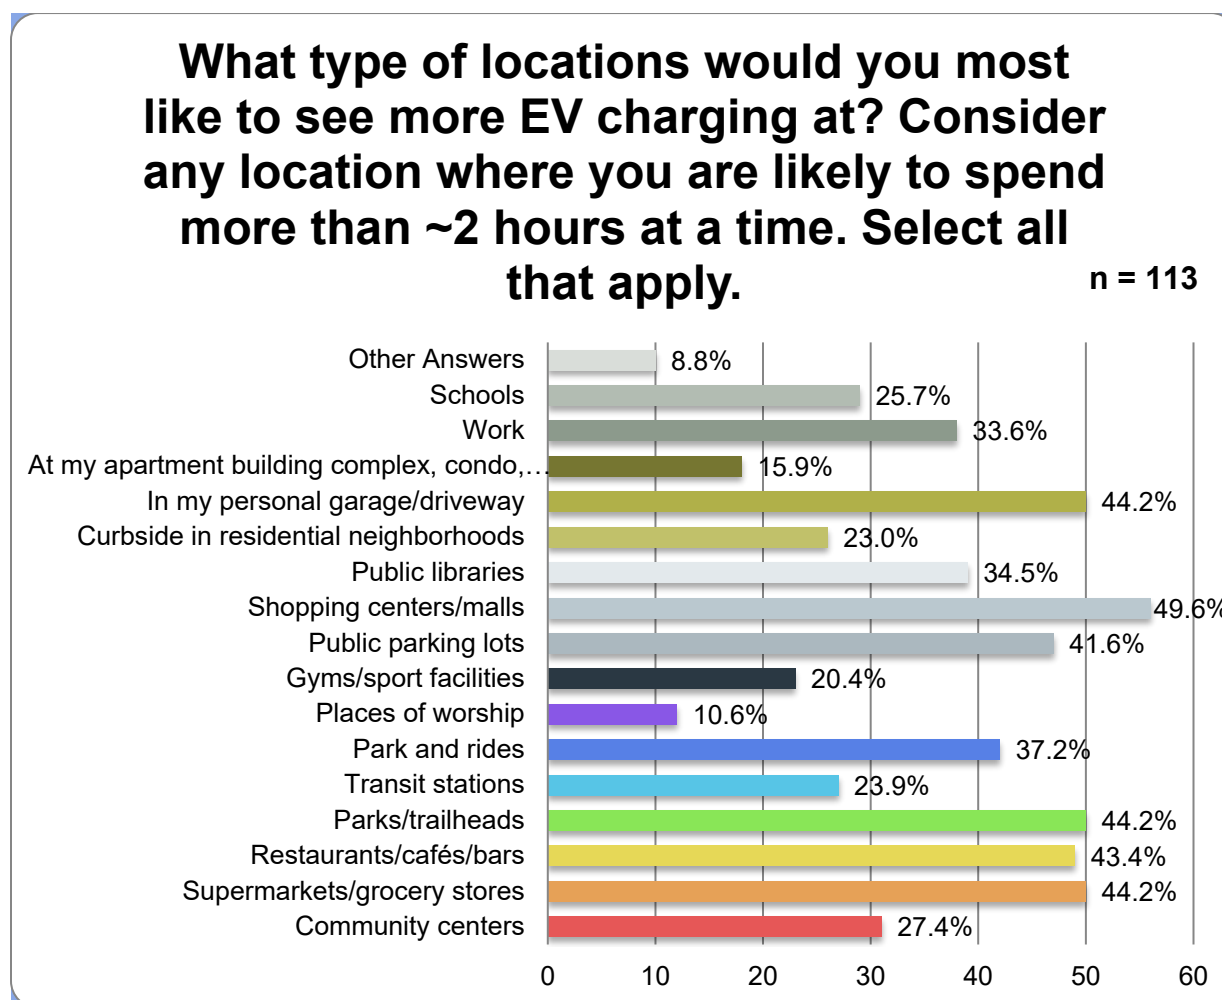 What type of locations would you most
like to see more EV charging at? Consider
any location where you are likely to spend
more than ~2 hours at a time. Select all
that apply.
n = 113
Other Answers 8.8%
Schools 25.7%
Work 33.6%
At my apartment building complex, condo,… 15.9%
In my personal garage/driveway 44.2%
Curbside in residential neighborhoods 23.0%
Public libraries 34.5%
Shopping centers/malls 49.6%
Public parking lots 41.6%
Gyms/sport facilities 20.4%
Places of worship 10.6%
Park and rides 37.2%
Transit stations 23.9%
Parks/trailheads 44.2%
Restaurants/cafés/bars 43.4%
Supermarkets/grocery stores 44.2%
Community centers 27.4%
0 10 20 30 40 50 60